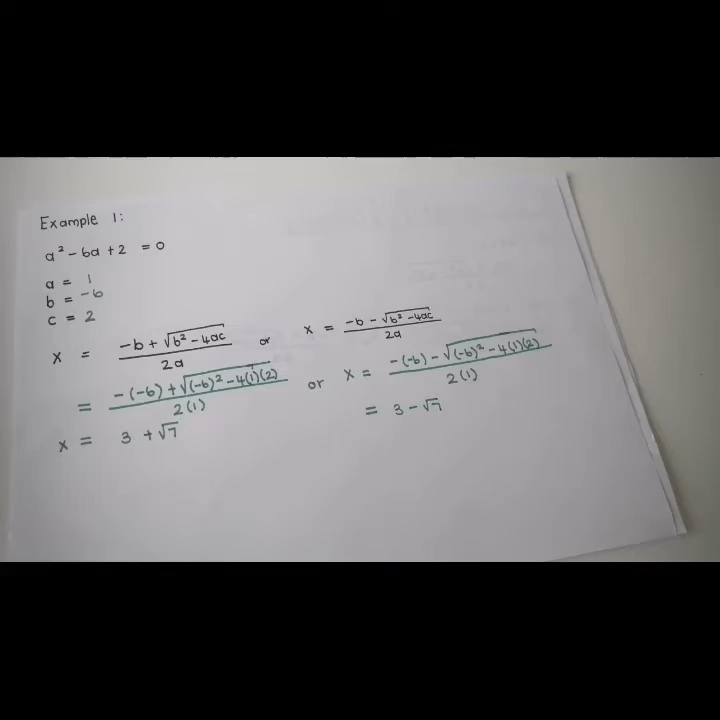 Example 1:
a² - 6a + 2 = 0
a = 1
b = -6
c = 2
x = (-b + √(b² - 4ac)) / 2a or x = (-b - √(b² - 4ac)) / 2a
= (-(-6) + √((-6)² - 4(1)(2))) / 2(1) or x = (-(-6) - √((-6)² - 4(1)(2))) / 2(1)
x = 3 + √7 = 3 - √7